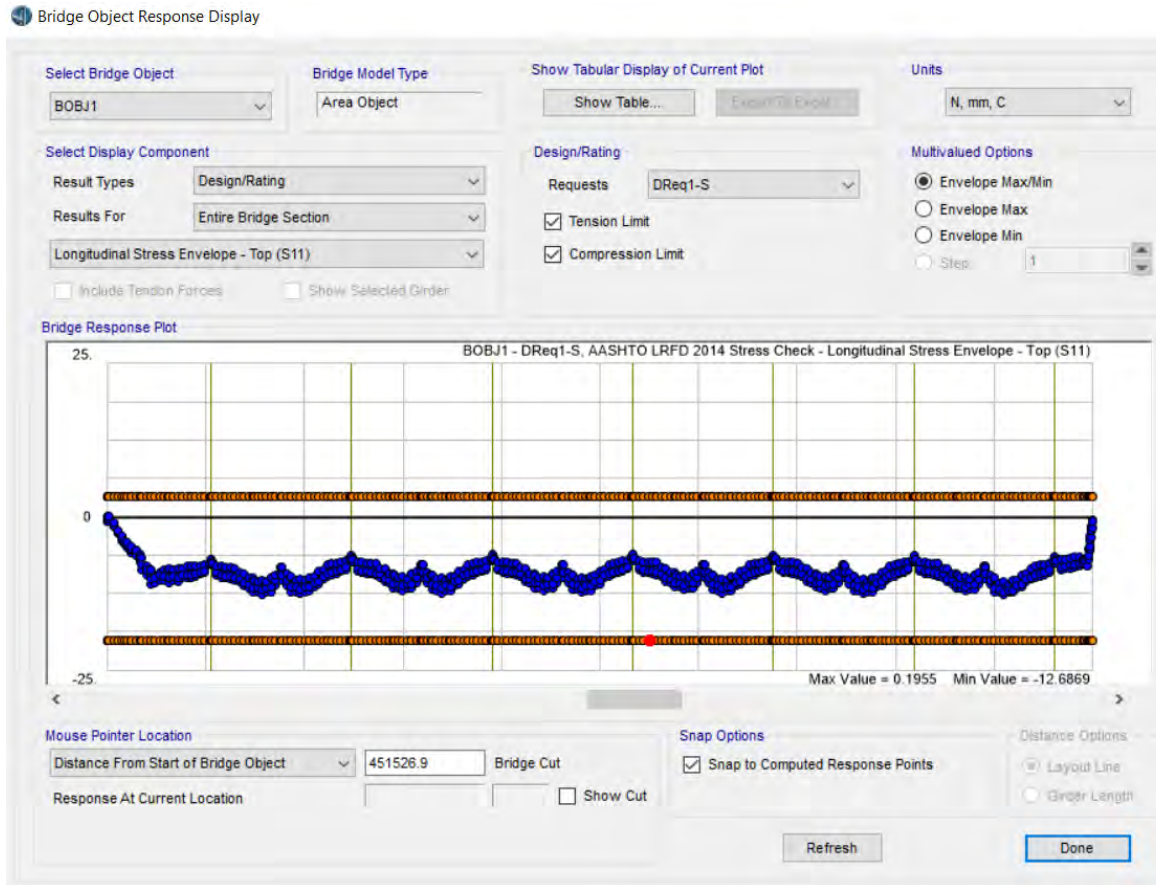 Bridge Object Response Display
Select Bridge Object
BOBJ1
Bridge Model Type
Area Object
Show Tabular Display of Current Plot
Show Table...
Export To Excel...
Units
N, mm, C
Select Display Component
Result Types
Design/Rating
Results For
Entire Bridge Section
Longitudinal Stress Envelope - Top (S11)
Include Tendon Forces
Show Selected Girder
Design/Rating
Requests
DReq1-S
Tension Limit
Compression Limit
Multivalued Options
Envelope Max/Min
Envelope Max
Envelope Min
Step
1
Bridge Response Plot
BOBJ1 - DReq1-S, AASHTO LRFD 2014 Stress Check - Longitudinal Stress Envelope - Top (S11)
25.
0
-25.
Max Value = 0.1955 Min Value = -12.6869
Mouse Pointer Location
Distance From Start of Bridge Object
451526.9
Bridge Cut
Response At Current Location
Show Cut
Snap Options
Snap to Computed Response Points
Distance Options
Layout Line
Girder Length
Refresh
Done